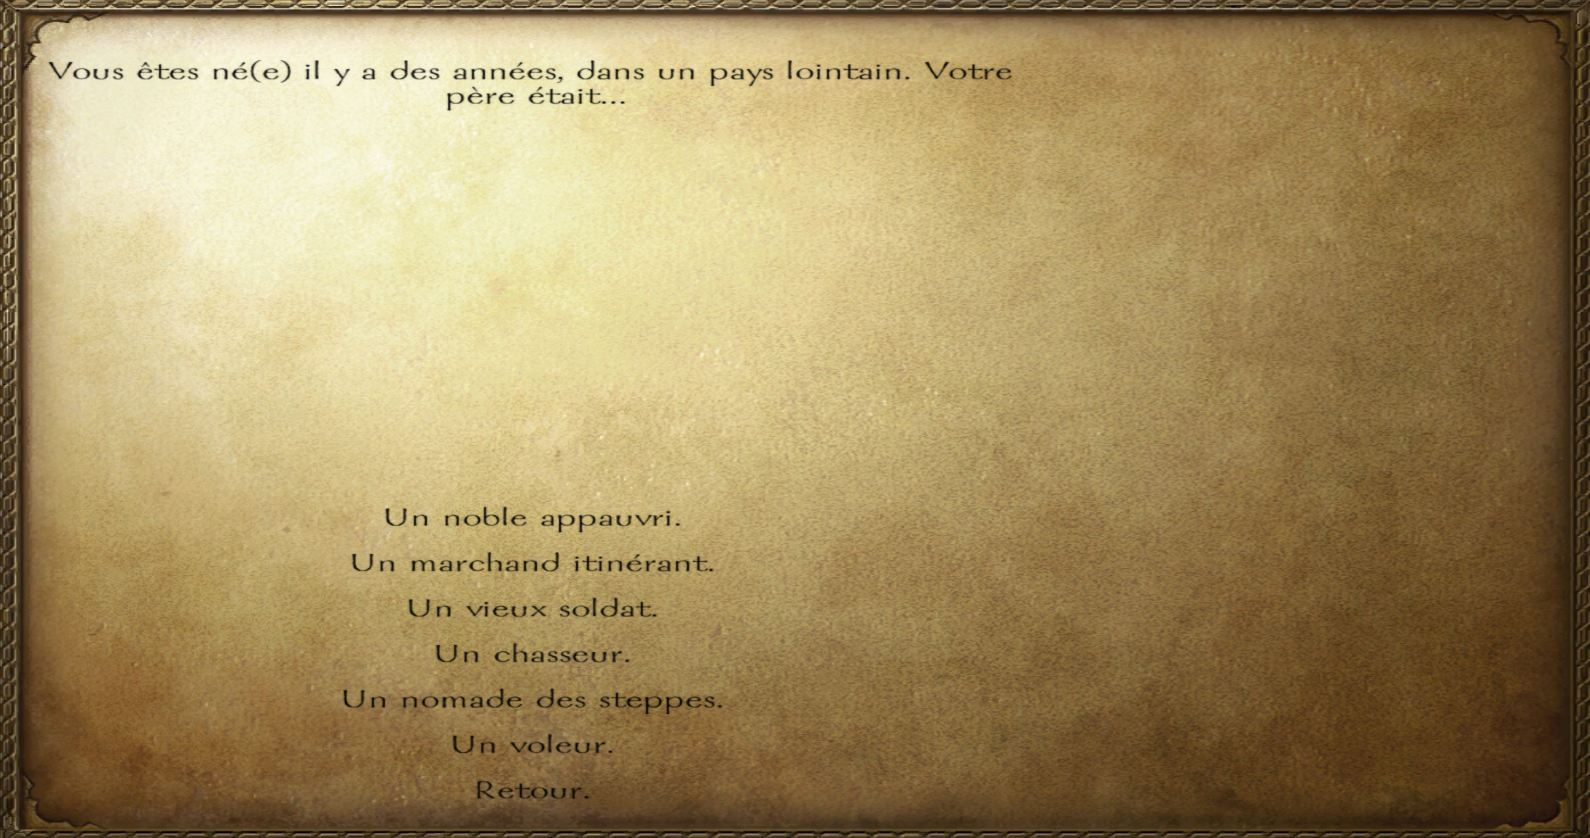 Vous êtes né(e) il y a des années, dans un pays lointain. Votre
père était...
Un noble appauvri.
Un marchand itinérant.
Un vieux soldat.
Un chasseur.
Un nomade des steppes.
Un voleur.
Retour.